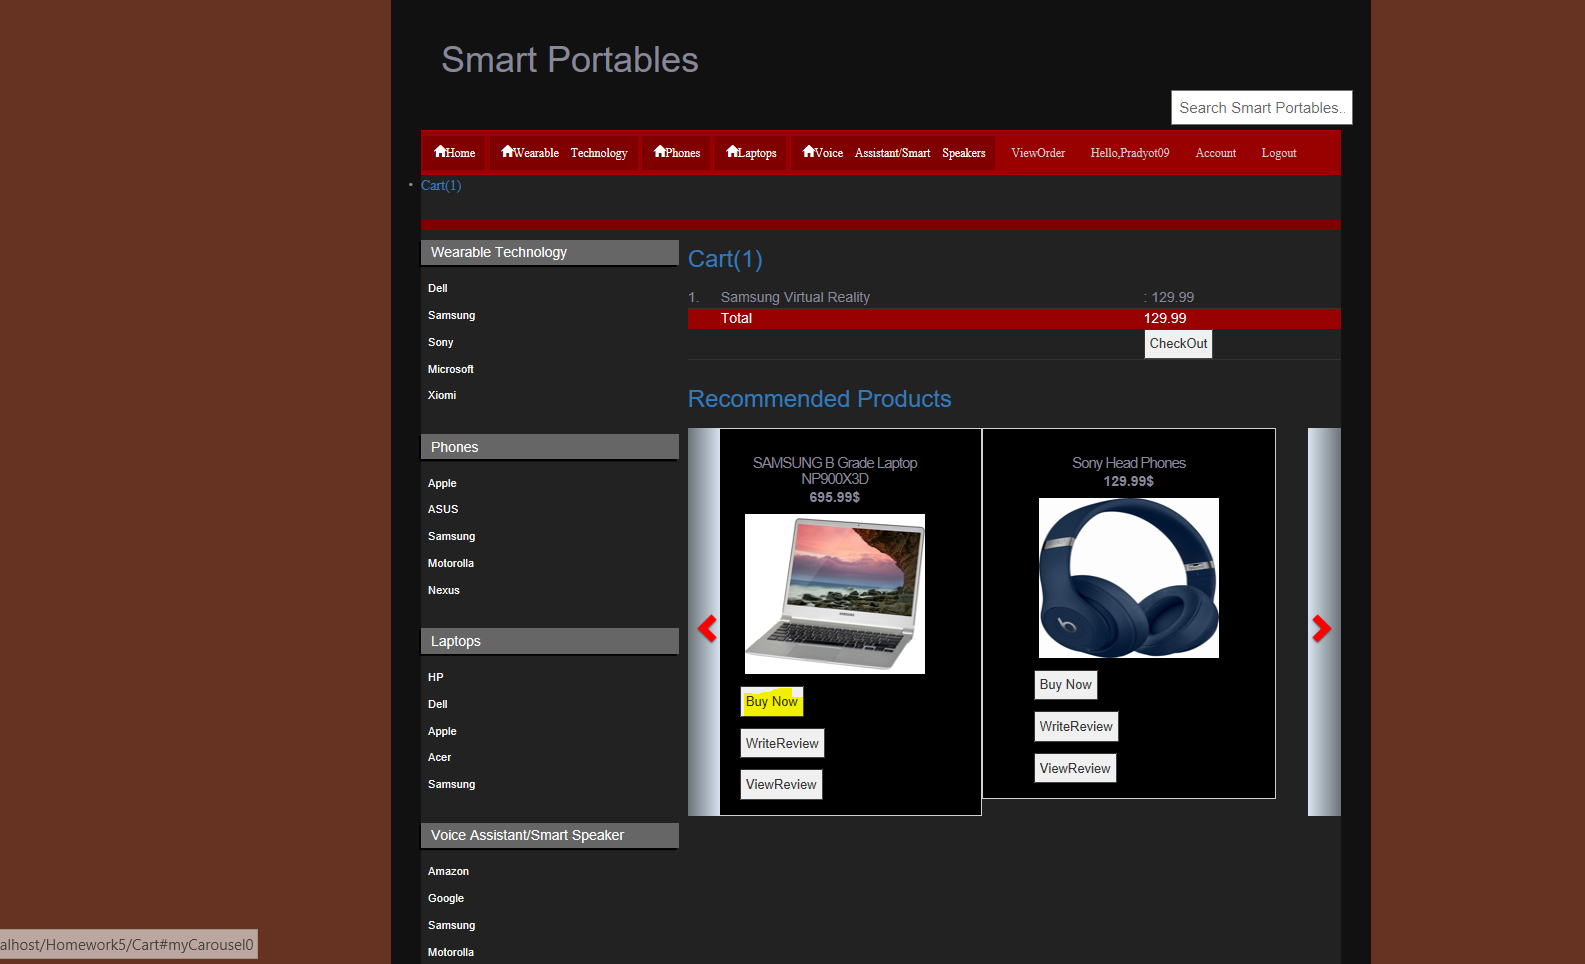 Smart Portables
Search Smart Portables..
Home Wearable Technology Phones Laptops Voice Assistant/Smart Speakers ViewOrder Hello,Pradyot09 Account Logout
• Cart(1)
Wearable Technology
Dell
Samsung
Sony
Microsoft
Xiomi
Phones
Apple
ASUS
Samsung
Motorolla
Nexus
Laptops
HP
Dell
Apple
Acer
Samsung
Voice Assistant/Smart Speaker
Amazon
Google
Samsung
Motorolla
Cart(1)
1. Samsung Virtual Reality : 129.99
Total 129.99
CheckOut
Recommended Products
SAMSUNG B Grade Laptop
NP900X3D
695.99$
SAMSUNG
Buy Now
WriteReview
ViewReview
Sony Head Phones
129.99$
b
Buy Now
WriteReview
ViewReview
alhost/Homework5/Cart#myCarousel0